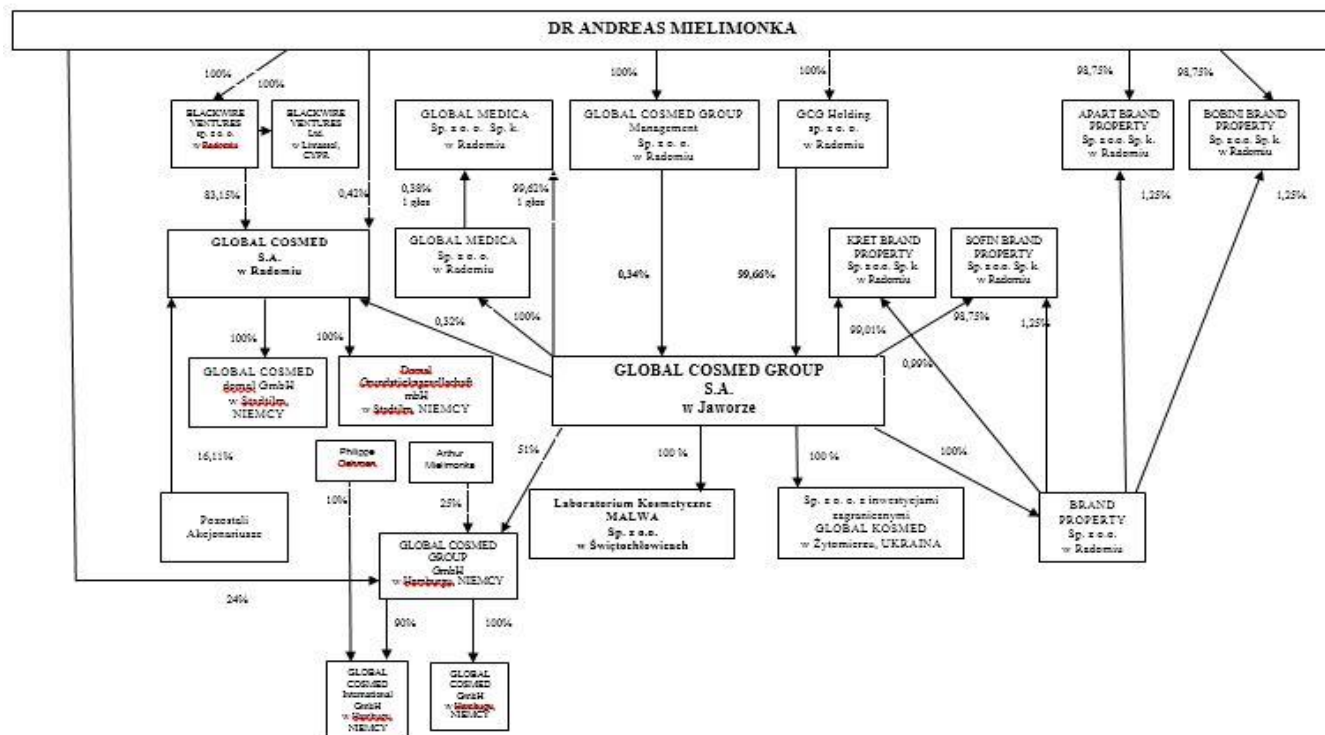 DR ANDREAS MIELIMONKA
100%
100%
100%
100%
98,75%
98,75%
BLACKWIRE
VENTURES
sp. z o. o.
w Radomiu
BLACKWIRE
VENTURES
Ltd.
w Limassol,
CYPR
GLOBAL MEDICA
Sp. z o. o. Sp. k.
w Radomiu
GLOBAL COSMED GROUP
Management
Sp. z o. o.
w Radomiu
GCG Holding
sp. z o. o.
w Radomiu
APART BRAND
PROPERTY
Sp. z o.o. Sp. k.
w Radomiu
BOBINI BRAND
PROPERTY
Sp. z o.o. Sp. k.
w Radomiu
83,15%
0,42%
0,38%
1 głos
99,62%
1 głos
1,25%
1,25%
GLOBAL COSMED
S.A.
w Radomiu
GLOBAL MEDICA
Sp. z o. o.
w Radomiu
0,34%
99,66%
KRET BRAND
PROPERTY
Sp. z o.o. Sp. k.
w Radomiu
SOFIN BRAND
PROPERTY
Sp. z o.o. Sp. k.
w Radomiu
100%
100%
0,32%
100%
99,01%
0,99%
98,75%
1,25%
GLOBAL COSMED
domal GmbH
w Stadtilm,
NIEMCY
Domal
mbH
w Stadtilm, NIEMCY
GLOBAL COSMED GROUP
S.A.
w Jaworze
16,11%
Philippe
Arthur
Mielimonka
51%
100 %
100 %
100%
10%
25%
Pozostali
Akcjonariusze
Laboratorium Kosmetyczne
MALWA
Sp. z o.o.
w Świętochłowicach
Sp. z o. o. z inwestycjami
zagranicznymi
GLOBAL KOSMED
w Żytomierzu, UKRAINA
BRAND
PROPERTY
Sp. z o.o.
w Radomiu
GLOBAL COSMED
GROUP
GmbH
w Hamburgu, NIEMCY
24%
90%
100%
GLOBAL
COSMED
International
GmbH
w Hamburgu,
NIEMCY
GLOBAL
COSMED
GmbH
w Hamburgu,
NIEMCY